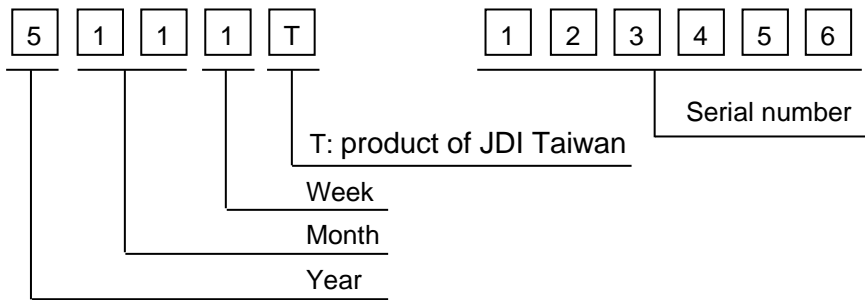 5 1 1 1 T 1 2 3 4 5 6
Serial number
T: product of JDI Taiwan
Week
Month
Year